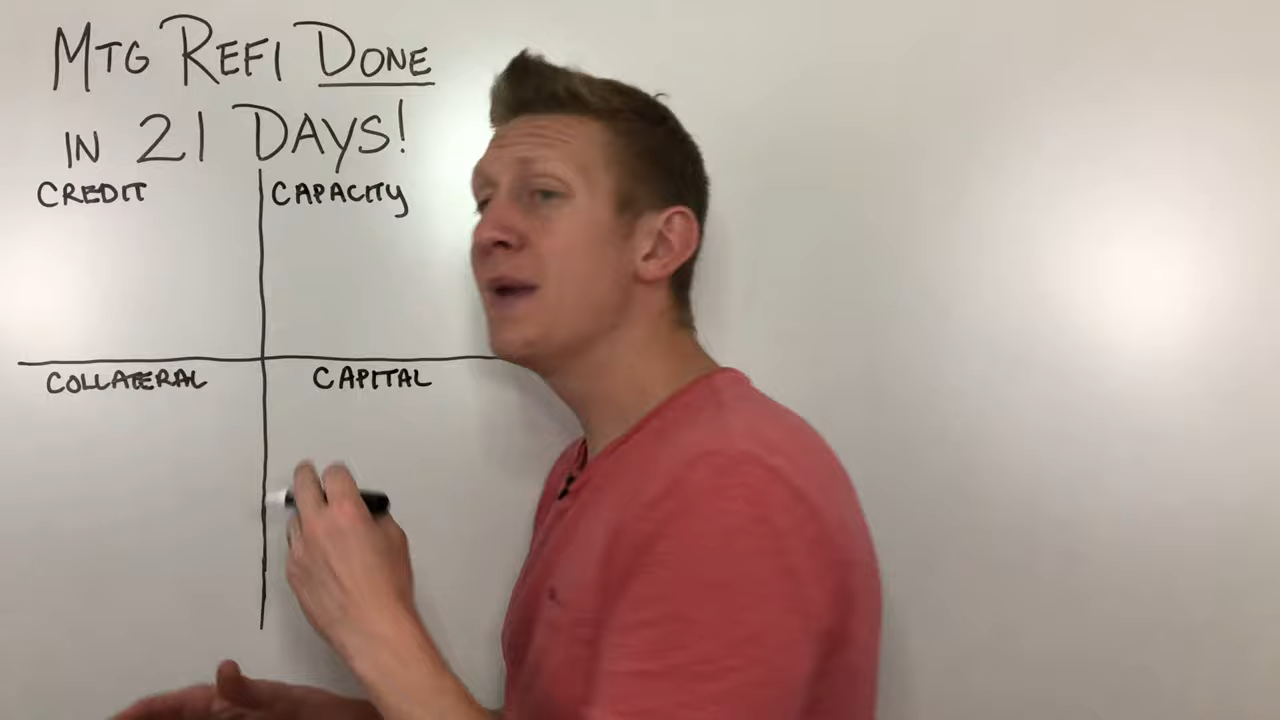 MTG REFI DONE
IN 21 DAYS!
CREDIT
CAPACITY
COLLATERAL
CAPITAL